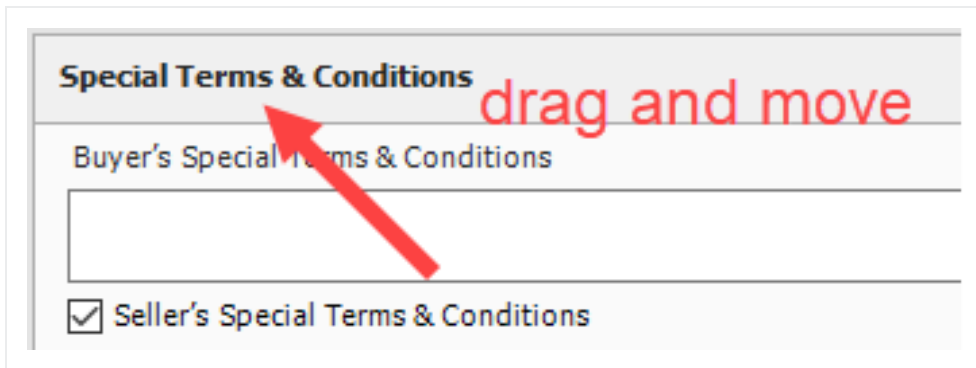 Special Terms & Conditions
drag and move
Buyer's Special Terms & Conditions
Seller's Special Terms & Conditions